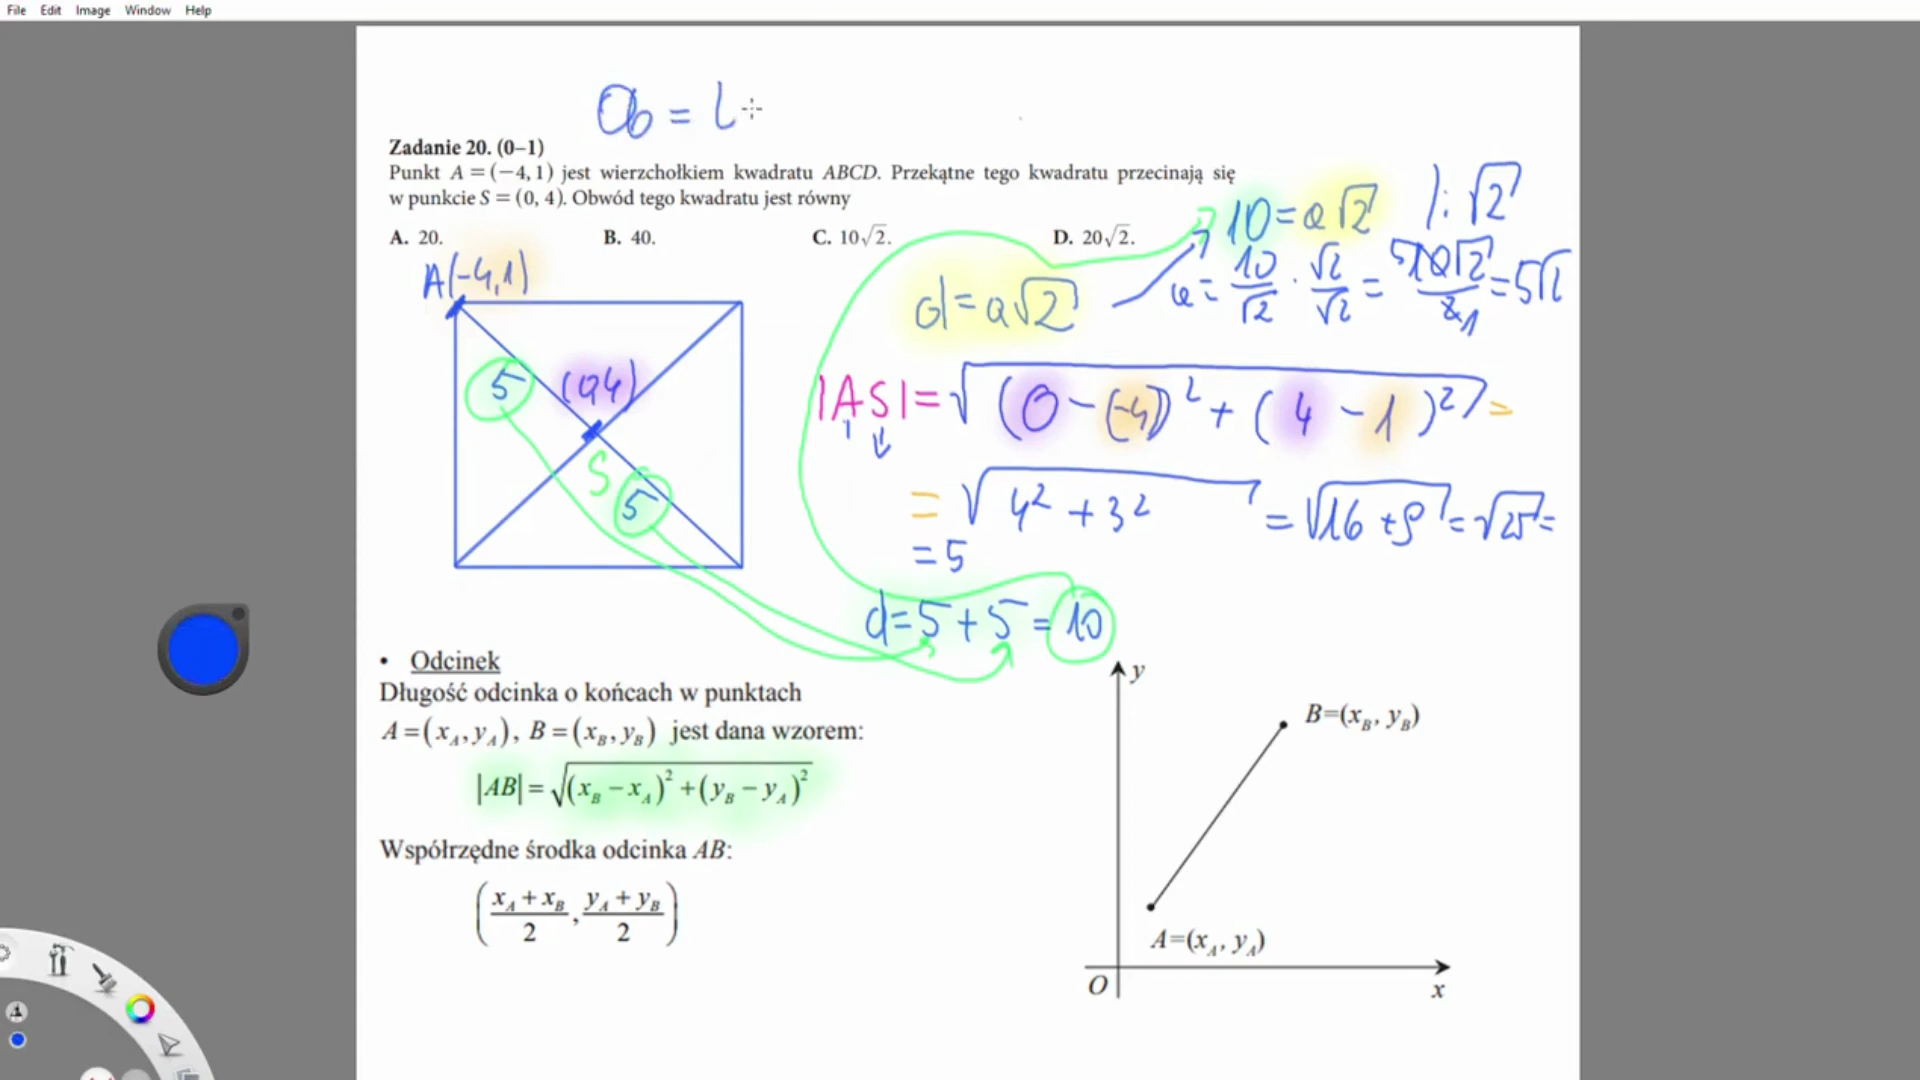 File Edit Image Window Help
Ob = 4
Zadanie 20. (0–1)
Punkt A = (−4, 1) jest wierzchołkiem kwadratu ABCD. Przekątne tego kwadratu przecinają się
w punkcie S = (0, 4). Obwód tego kwadratu jest równy
A. 20. B. 40. C. 10√2. D. 20√2.
10 = a√2 /: √2
a = 10/√2 · √2/√2 = 10√2/2 = 5√2
A(-4,1)
d = a√2
5 (0,4)
|AS| = √(0 - (-4))² + (4 - 1)² =
S
5
= √4² + 3² = √16 + 9 = √25 =
= 5
d = 5 + 5 = 10
• Odcinek
Długość odcinka o końcach w punktach
A = (x_A, y_A), B = (x_B, y_B) jest dana wzorem:
|AB| = √(x_B − x_A)² + (y_B − y_A)²
Współrzędne środka odcinka AB:
((x_A + x_B)/2, (y_A + y_B)/2)
y
B=(x_B, y_B)
A=(x_A, y_A)
O
x